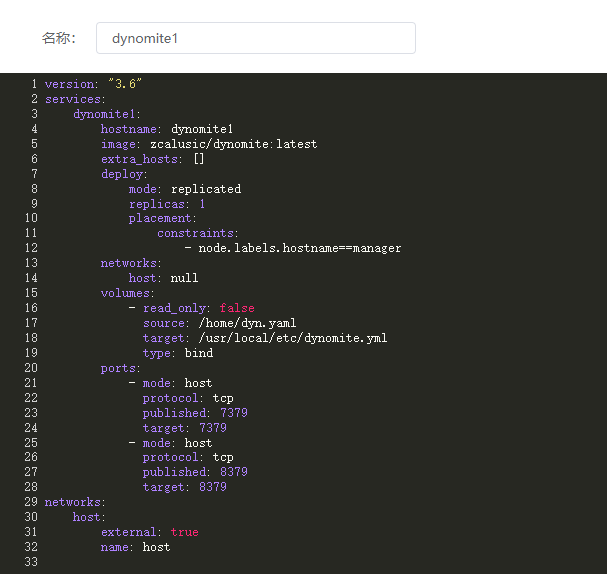 名称： dynomite1
1 version: "3.6"
2 services:
3     dynomite1:
4         hostname: dynomite1
5         image: zcalusic/dynomite:latest
6         extra_hosts: []
7         deploy:
8             mode: replicated
9             replicas: 1
10             placement:
11                 constraints:
12                     - node.labels.hostname==manager
13         networks:
14             host: null
15         volumes:
16             - read_only: false
17               source: /home/dyn.yaml
18               target: /usr/local/etc/dynomite.yml
19               type: bind
20         ports:
21             - mode: host
22               protocol: tcp
23               published: 7379
24               target: 7379
25             - mode: host
26               protocol: tcp
27               published: 8379
28               target: 8379
29 networks:
30     host:
31         external: true
32         name: host
33